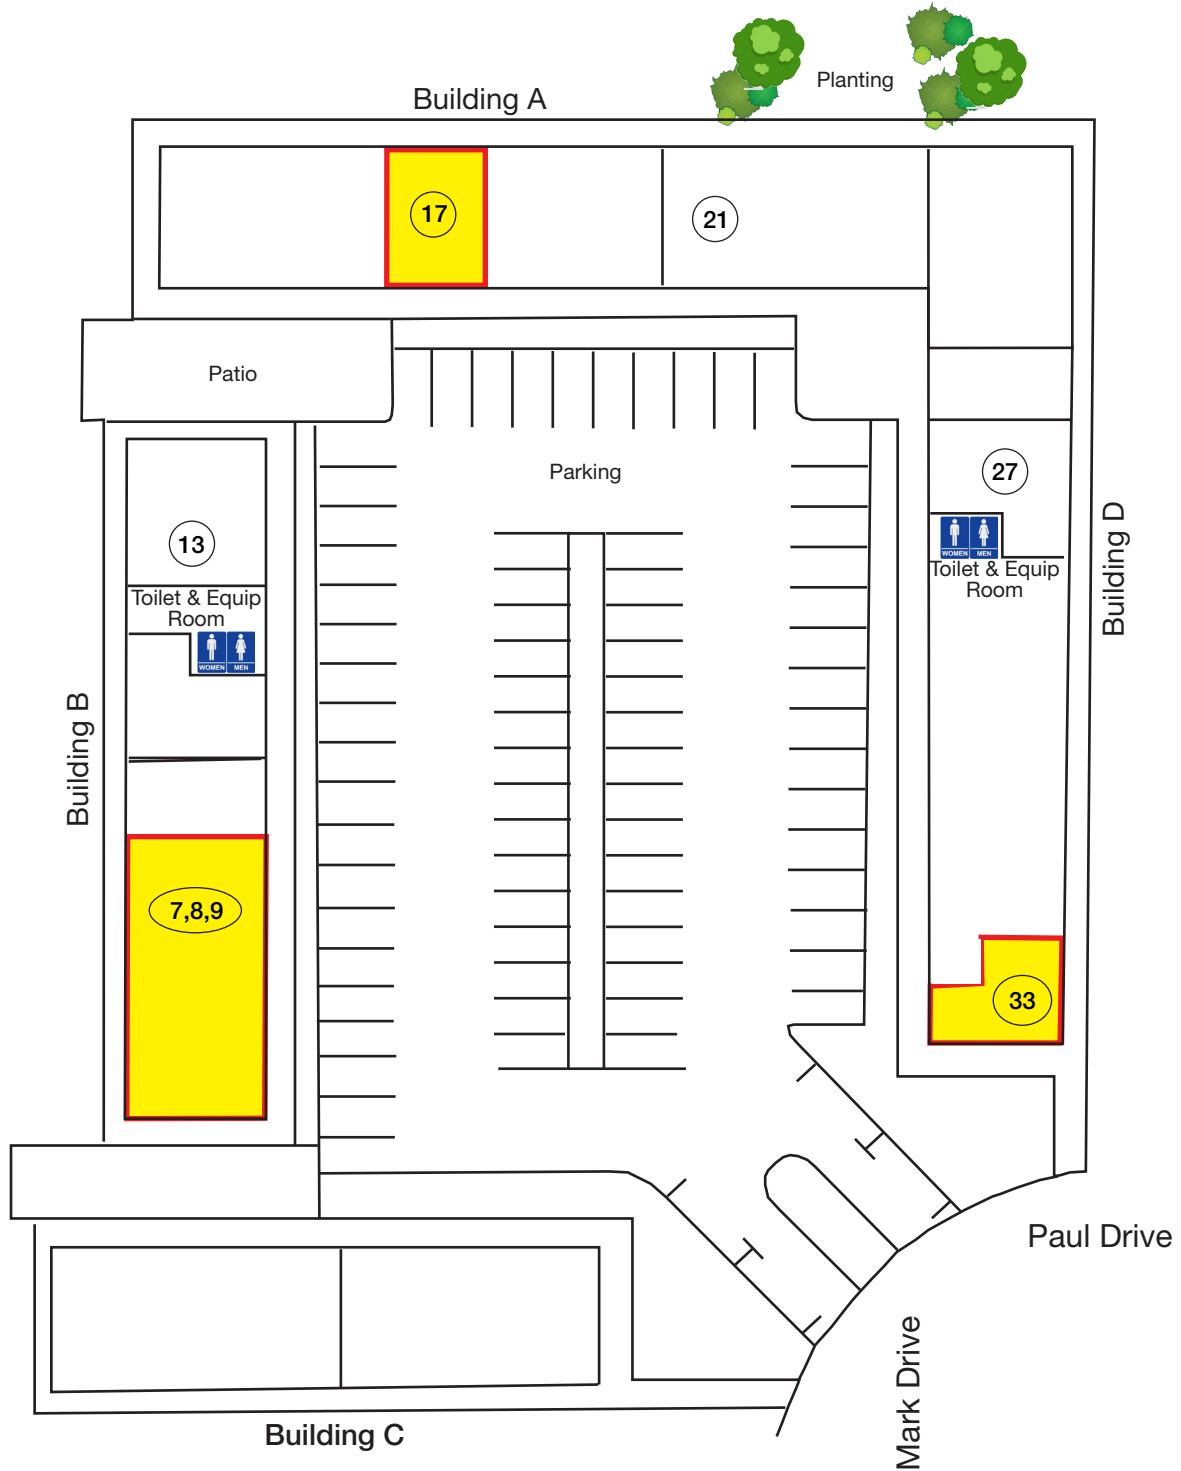 Planting
Building A
17
21
Patio
Parking
27
WOMEN MEN
Toilet & Equip
Room
Building D
13
Toilet & Equip
Room
WOMEN MEN
Building B
7,8,9
33
Paul Drive
Mark Drive
Building C